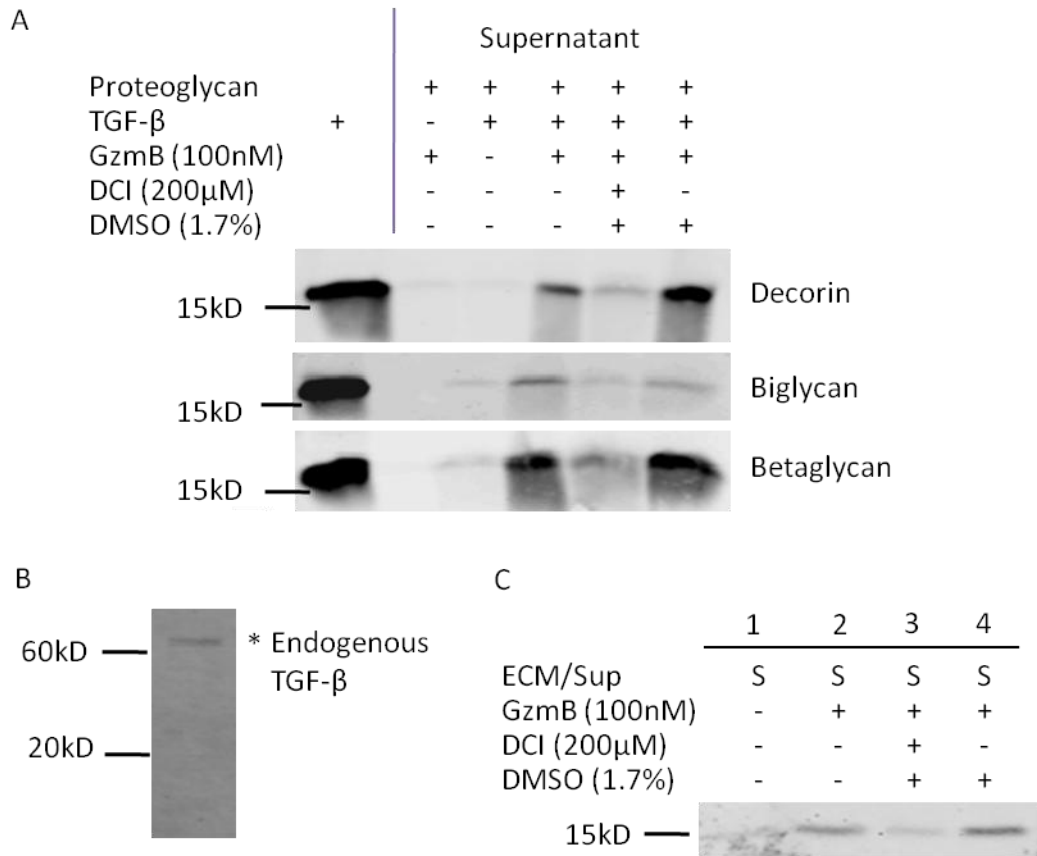 A
Supernatant
Proteoglycan + + + + +
TGF-β + - + + + +
GzmB (100nM) + - + + +
DCI (200µM) - - - + -
DMSO (1.7%) - - - + +
15kD Decorin
15kD Biglycan
15kD Betaglycan
B
60kD * Endogenous
TGF-β
20kD
C
1 2 3 4
ECM/Sup S S S S
GzmB (100nM) - + + +
DCI (200µM) - - + -
DMSO (1.7%) - - + +
15kD